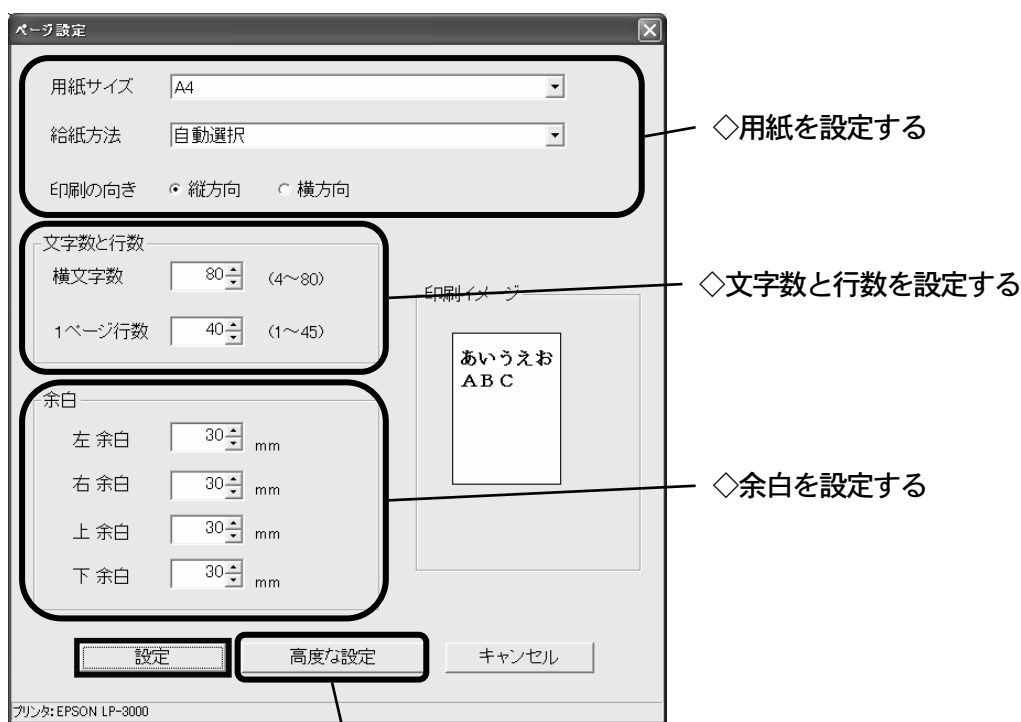 ページ設定
用紙サイズ A4
給紙方法 自動選択
印刷の向き 縦方向 横方向
◇用紙を設定する
文字数と行数
横文字数 80 (4～80)
1ページ行数 40 (1～45)
◇文字数と行数を設定する
印刷イメージ
あいうえお
ＡＢＣ
余白
左 余白 30 mm
右 余白 30 mm
上 余白 30 mm
下 余白 30 mm
◇余白を設定する
設定 高度な設定 キャンセル
プリンタ: EPSON LP-3000